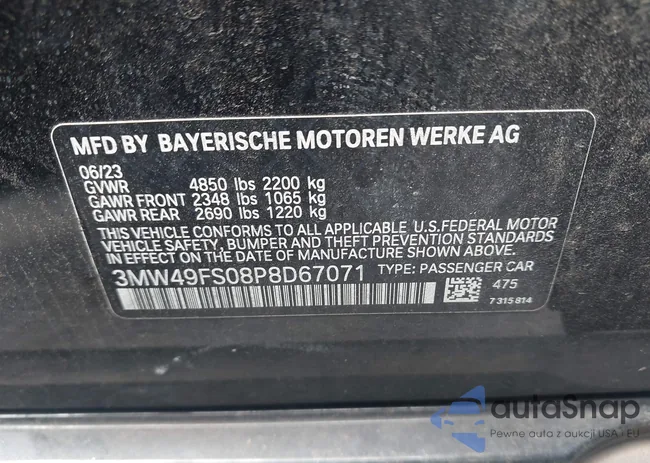 MFD BY BAYERISCHE MOTOREN WERKE AG
06/23
GVWR 4850 lbs 2200 kg
GAWR FRONT 2348 lbs 1065 kg
GAWR REAR 2690 lbs 1220 kg
THIS VEHICLE CONFORMS TO ALL APPLICABLE U.S.FEDERAL MOTOR
VEHICLE SAFETY, BUMPER AND THEFT PREVENTION STANDARDS
IN EFFECT ON THE DATE OF MANUFACTURE SHOWN ABOVE.
3MW49FS08P8D67071 TYPE: PASSENGER CAR
475
7 315 814
autaSnap
Pewne auta z aukcji USA i EU